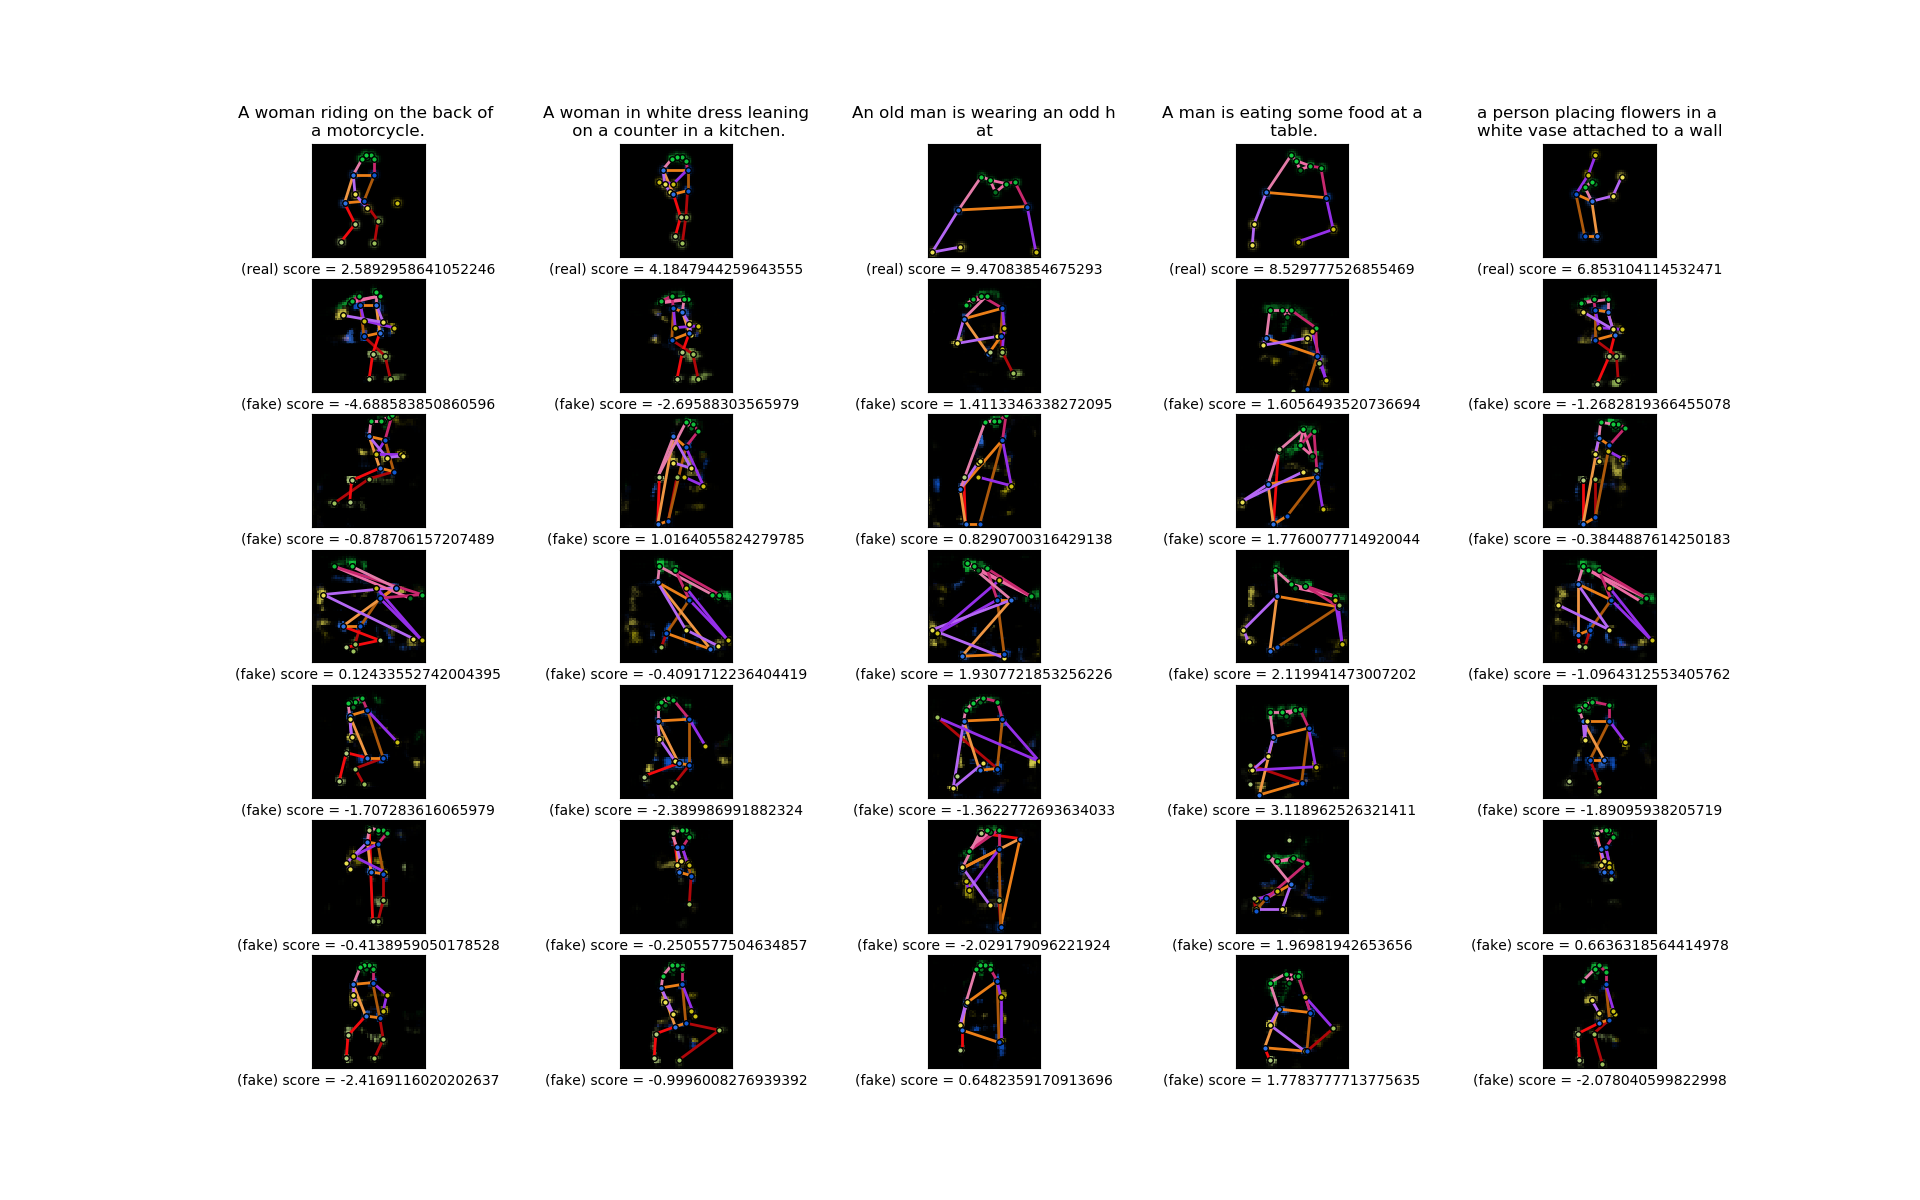 A woman riding on the back of
a motorcycle.
A woman in white dress leaning
on a counter in a kitchen.
An old man is wearing an odd h
at
A man is eating some food at a
table.
a person placing flowers in a
white vase attached to a wall
(real) score = 2.5892958641052246
(real) score = 4.1847944259643555
(real) score = 9.47083854675293
(real) score = 8.529777526855469
(real) score = 6.853104114532471
(fake) score = -4.688583850860596
(fake) score = -2.69588303565979
(fake) score = 1.4113346338272095
(fake) score = 1.6056493520736694
(fake) score = -1.2682819366455078
(fake) score = -0.878706157207489
(fake) score = 1.0164055824279785
(fake) score = 0.8290700316429138
(fake) score = 1.7760077714920044
(fake) score = -0.3844887614250183
(fake) score = 0.12433552742004395
(fake) score = -0.4091712236404419
(fake) score = 1.9307721853256226
(fake) score = 2.119941473007202
(fake) score = -1.0964312553405762
(fake) score = -1.707283616065979
(fake) score = -2.389986991882324
(fake) score = -1.3622772693634033
(fake) score = 3.118962526321411
(fake) score = -1.89095938205719
(fake) score = -0.4138959050178528
(fake) score = -0.2505577504634857
(fake) score = -2.029179096221924
(fake) score = 1.96981942653656
(fake) score = 0.6636318564414978
(fake) score = -2.4169116020202637
(fake) score = -0.9996008276939392
(fake) score = 0.6482359170913696
(fake) score = 1.7783777713775635
(fake) score = -2.078040599822998